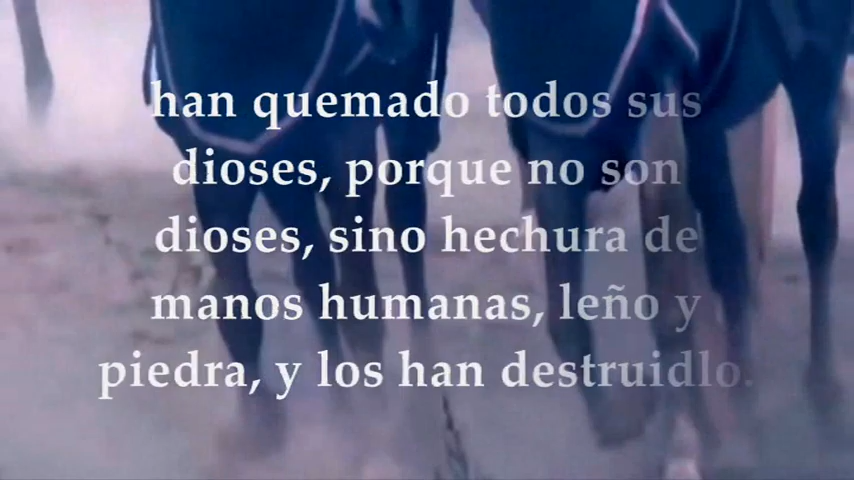 han quemado todos sus
dioses, porque no son
dioses, sino hechura de
manos humanas, leño y
piedra, y los han destruidlo.